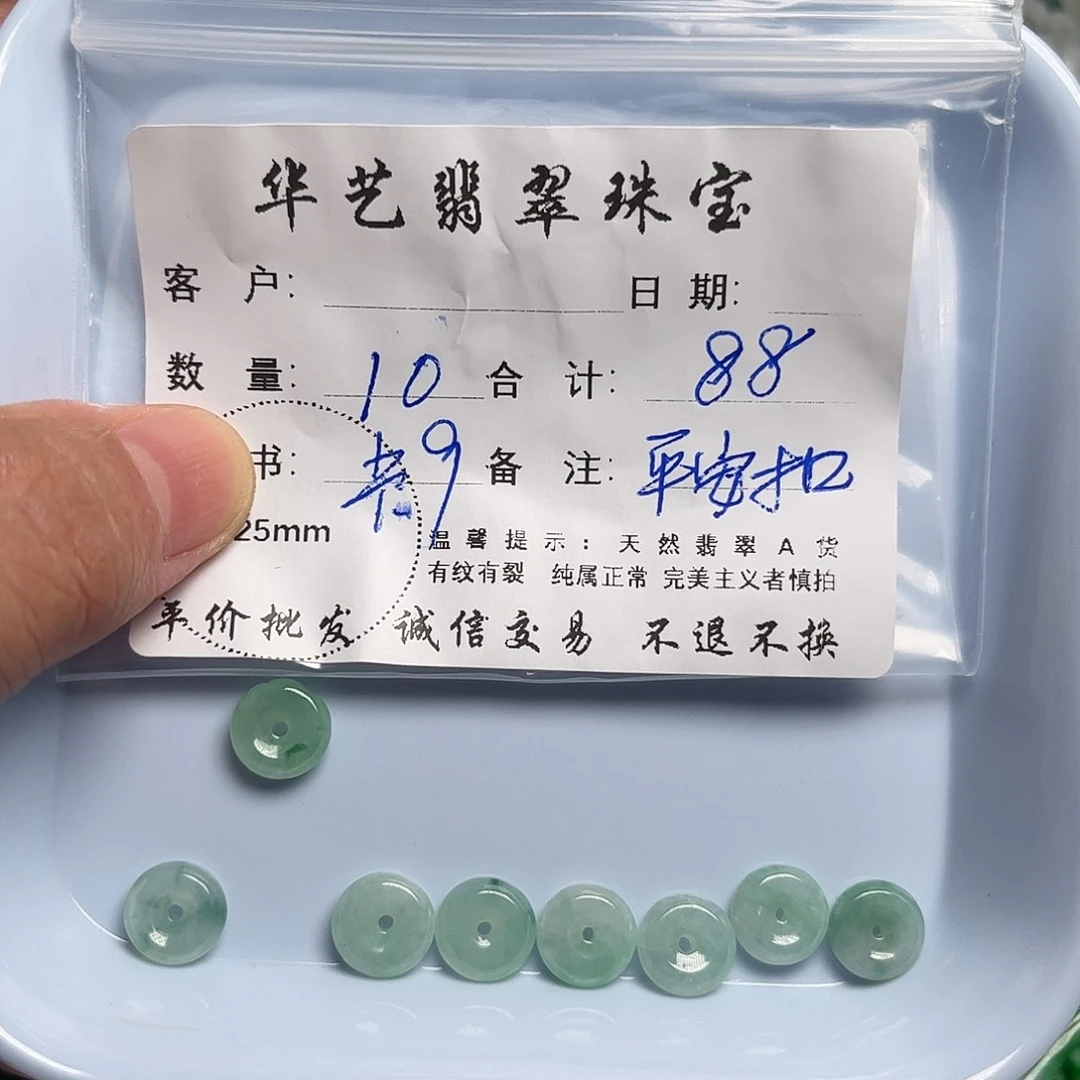 华艺翡翠珠宝
客 户: 日 期:
数 量: 10 合 计: 88
书: 9 备 注: 平安扣
25mm
温馨提示: 天然翡翠A货
有纹有裂 纯属正常 完美主义者慎拍
平价批发 诚信交易 不退不换